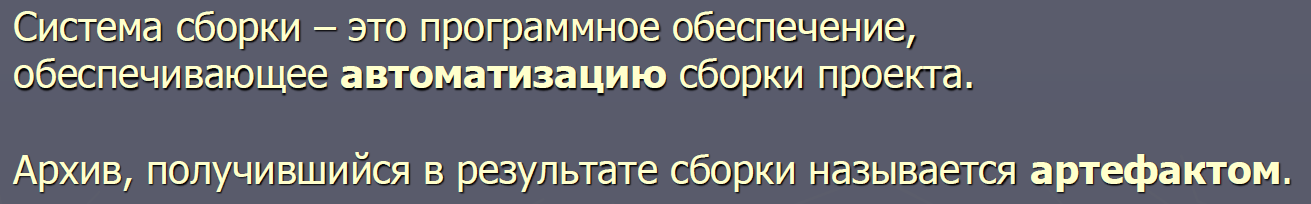 Система сборки – это программное обеспечение,
обеспечивающее автоматизацию сборки проекта.
Архив, получившийся в результате сборки называется артефактом.